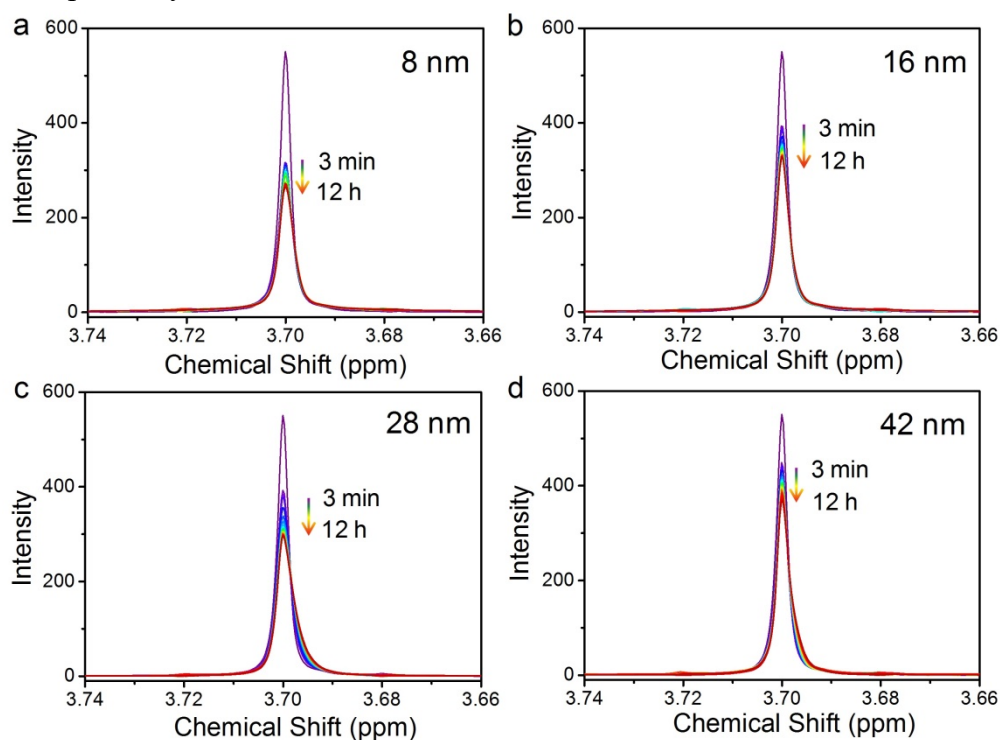 a
600
400
200
0
Intensity
8 nm
3 min
12 h
3.74 3.72 3.70 3.68 3.66
Chemical Shift (ppm)
b
600
400
200
0
Intensity
16 nm
3 min
12 h
3.74 3.72 3.70 3.68 3.66
Chemical Shift (ppm)
c
600
400
200
0
Intensity
28 nm
3 min
12 h
3.74 3.72 3.70 3.68 3.66
Chemical Shift (ppm)
d
600
400
200
0
Intensity
42 nm
3 min
12 h
3.74 3.72 3.70 3.68 3.66
Chemical Shift (ppm)